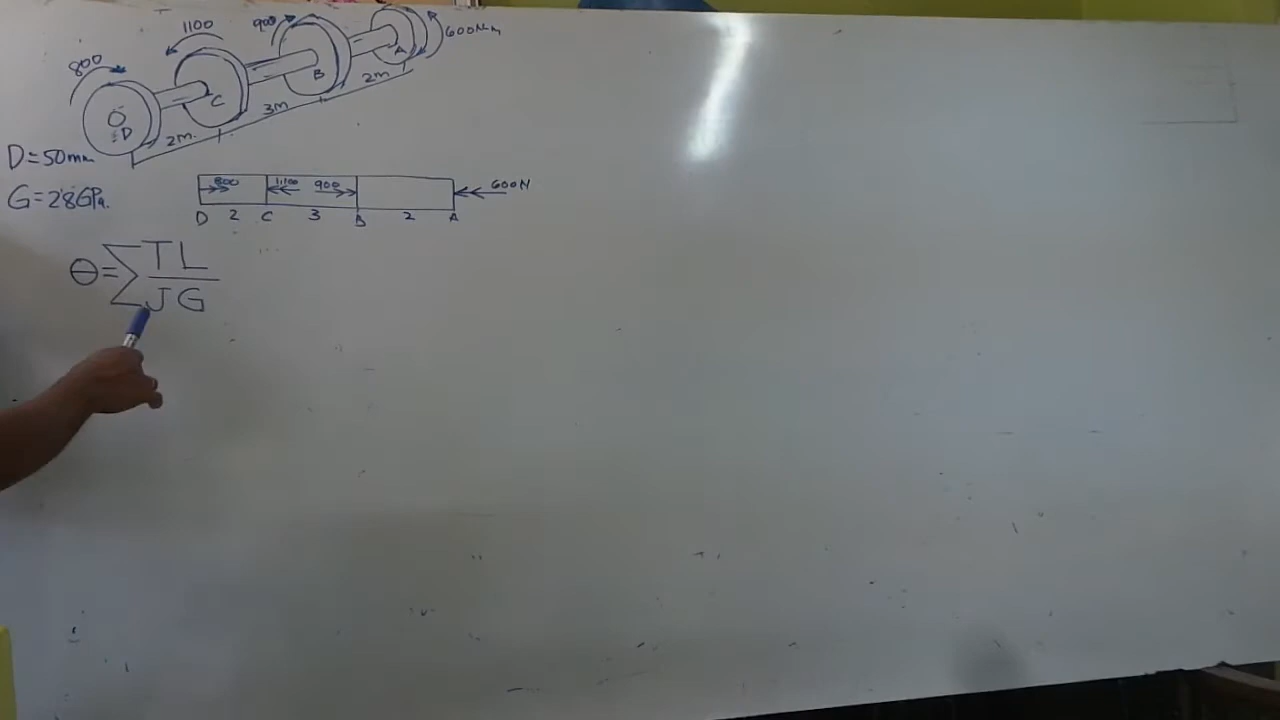 800
1100
900
600N.m
D
C
B
A
2m.
3m
2m
D=50mm
G=28GPa.
800
1100
900
600N
D 2 C 3 B 2 A
θ=∑ TL
JG